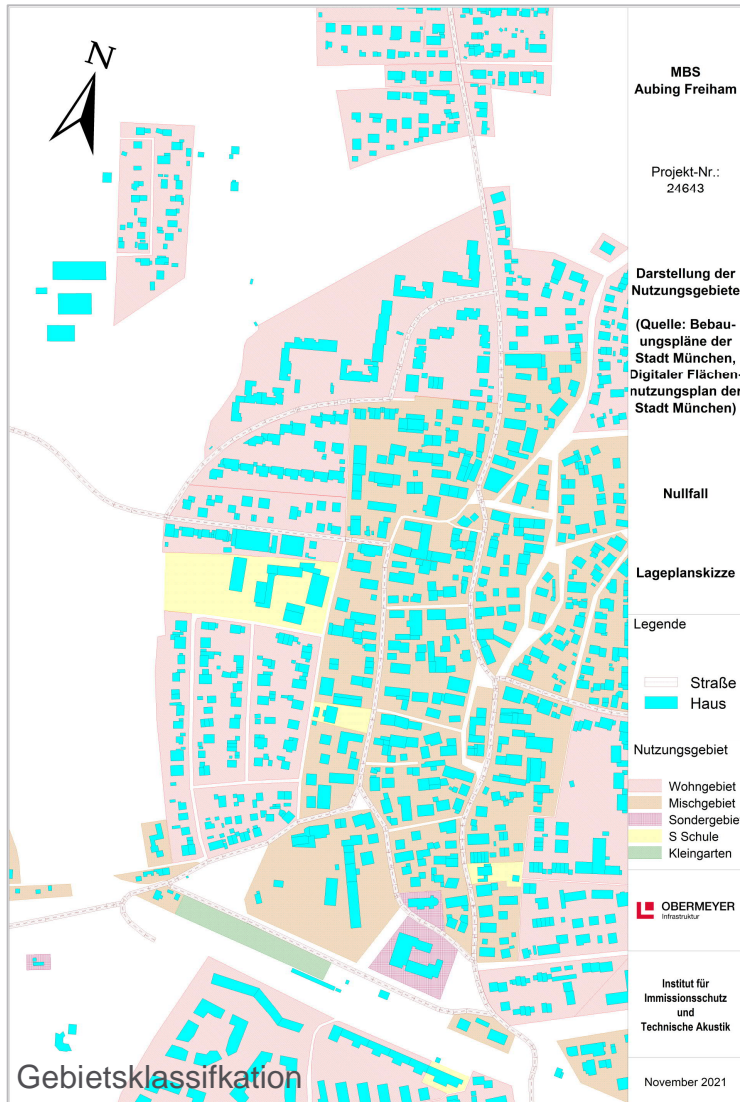 N
MBS
Aubing Freiham
Projekt-Nr.:
24643
Darstellung der
Nutzungsgebiete
(Quelle: Bebau-
ungspläne der
Stadt München,
Digitaler Flächen-
nutzungsplan der
Stadt München)
Nullfall
Lageplanskizze
Legende
Straße
Haus
Nutzungsgebiet
Wohngebiet
Mischgebiet
Sondergebiet
S Schule
Kleingarten
OBERMEYER
Infrastruktur
Institut für
Immissionsschutz
und
Technische Akustik
November 2021
Gebietsklassifkation